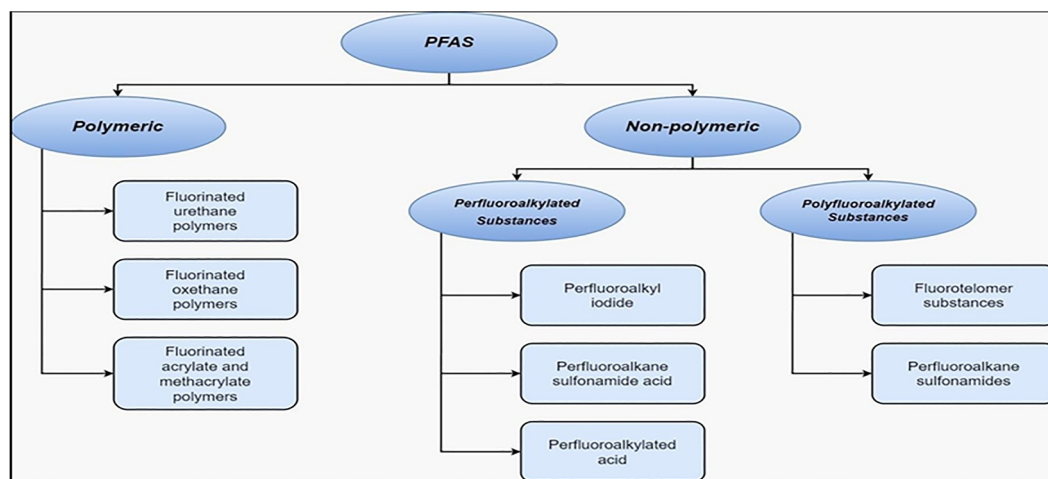 PFAS
Polymeric
Non-polymeric
Fluorinated
urethane
polymers
Fluorinated
oxethane
polymers
Fluorinated
acrylate and
methacrylate
polymers
Perfluoroalkylated
Substances
Perfluoroalkyl
iodide
Perfluoroalkane
sulfonamide acid
Perfluoroalkylated
acid
Polyfluoroalkylated
Substances
Fluorotelomer
substances
Perfluoroalkane
sulfonamides